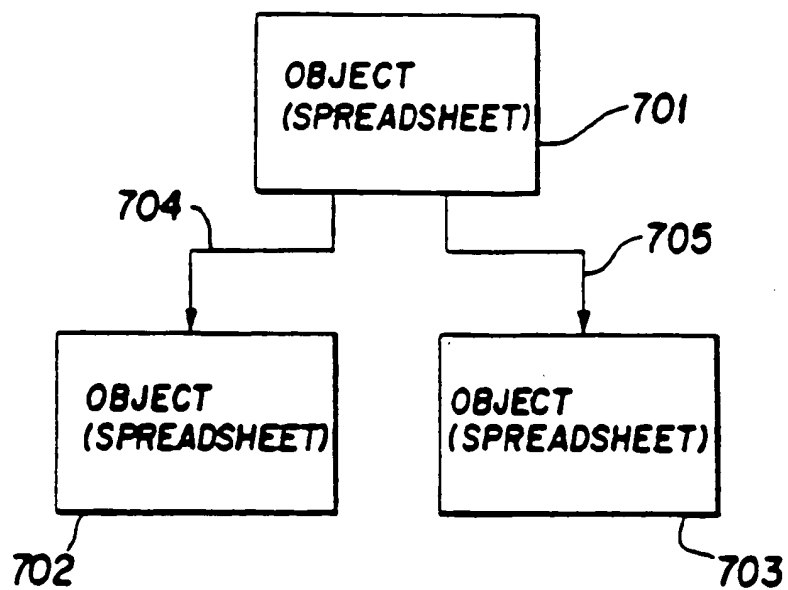 OBJECT
(SPREADSHEET)
701
704
705
OBJECT
(SPREADSHEET)
OBJECT
(SPREADSHEET)
702
703